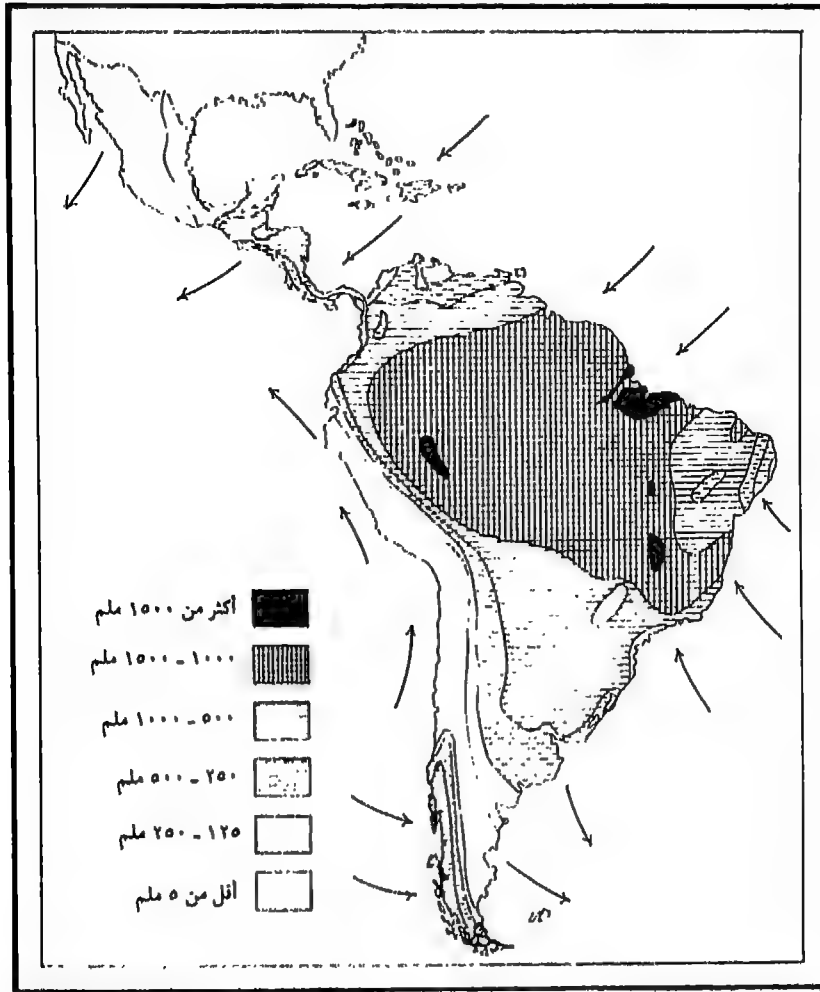 أكثر من ١٥٠٠ ملم
١٠٠٠ - ١٥٠٠ ملم
٥٠٠ - ١٠٠٠ ملم
٢٥٠ - ٥٠٠ ملم
١٢٥ - ٢٥٠ ملم
أقل من ٥ ملم